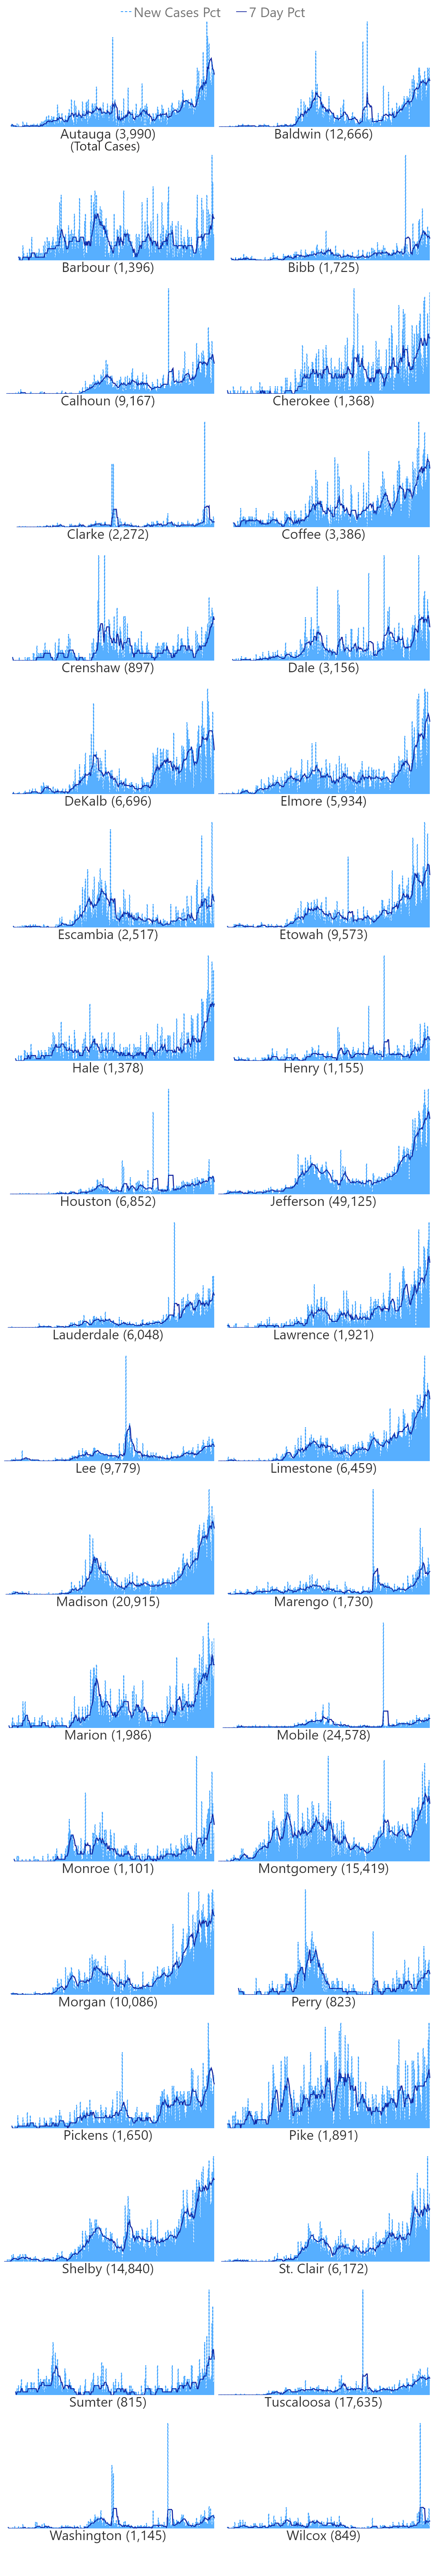 New Cases Pct 7 Day Pct
Autauga (3,990) Baldwin (12,666)
(Total Cases)
Barbour (1,396) Bibb (1,725)
Calhoun (9,167) Cherokee (1,368)
Clarke (2,272) Coffee (3,386)
Crenshaw (897) Dale (3,156)
DeKalb (6,696) Elmore (5,934)
Escambia (2,517) Etowah (9,573)
Hale (1,378) Henry (1,155)
Houston (6,852) Jefferson (49,125)
Lauderdale (6,048) Lawrence (1,921)
Lee (9,779) Limestone (6,459)
Madison (20,915) Marengo (1,730)
Marion (1,986) Mobile (24,578)
Monroe (1,101) Montgomery (15,419)
Morgan (10,086) Perry (823)
Pickens (1,650) Pike (1,891)
Shelby (14,840) St. Clair (6,172)
Sumter (815) Tuscaloosa (17,635)
Washington (1,145) Wilcox (849)